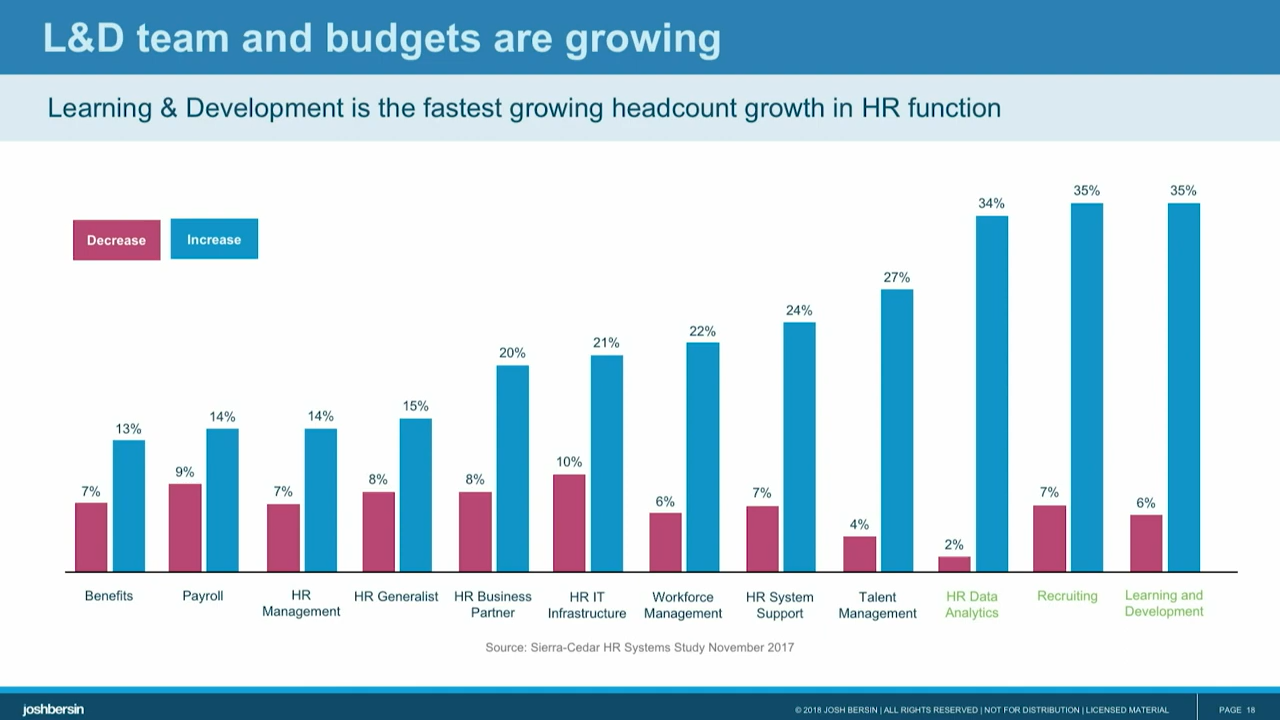 L&D team and budgets are growing
Learning & Development is the fastest growing headcount growth in HR function
Decrease
Increase
7%
13%
9%
14%
7%
14%
8%
15%
8%
20%
10%
21%
6%
22%
7%
24%
4%
27%
2%
34%
7%
35%
6%
35%
Benefits
Payroll
HR
Management
HR Generalist
HR Business
Partner
HR IT
Infrastructure
Workforce
Management
HR System
Support
Talent
Management
HR Data
Analytics
Recruiting
Learning and
Development
Source: Sierra-Cedar HR Systems Study November 2017
joshbersin
© 2018 JOSH BERSIN | ALL RIGHTS RESERVED | NOT FOR DISTRIBUTION | LICENSED MATERIAL
PAGE 18